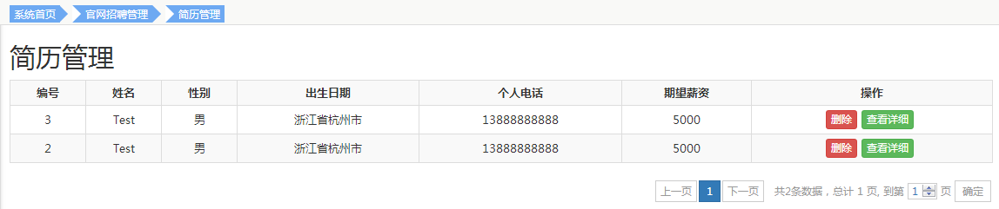 系统首页 官网招聘管理 简历管理
简历管理
编号 姓名 性别 出生日期 个人电话 期望薪资 操作
3 Test 男 浙江省杭州市 13888888888 5000 删除 查看详细
2 Test 男 浙江省杭州市 13888888888 5000 删除 查看详细
上一页 1 下一页 共2条数据，总计 1 页, 到第 1 页 确定